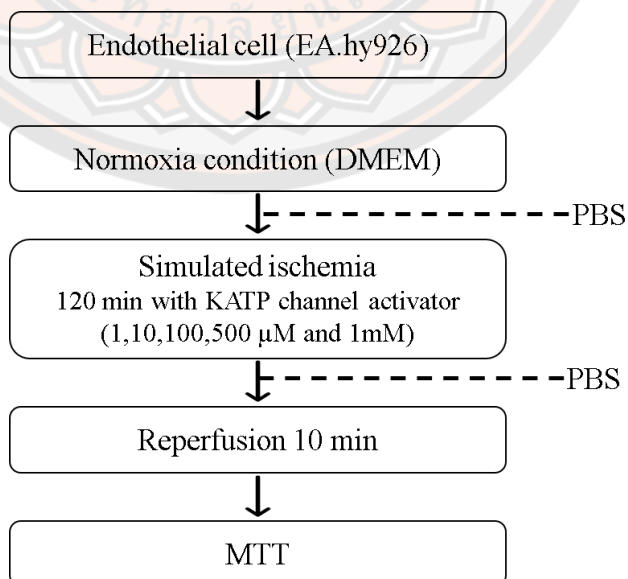 Endothelial cell (EA.hy926)
Normoxia condition (DMEM)
PBS
Simulated ischemia
120 min with KATP channel activator
(1,10,100,500 µM and 1mM)
PBS
Reperfusion 10 min
MTT